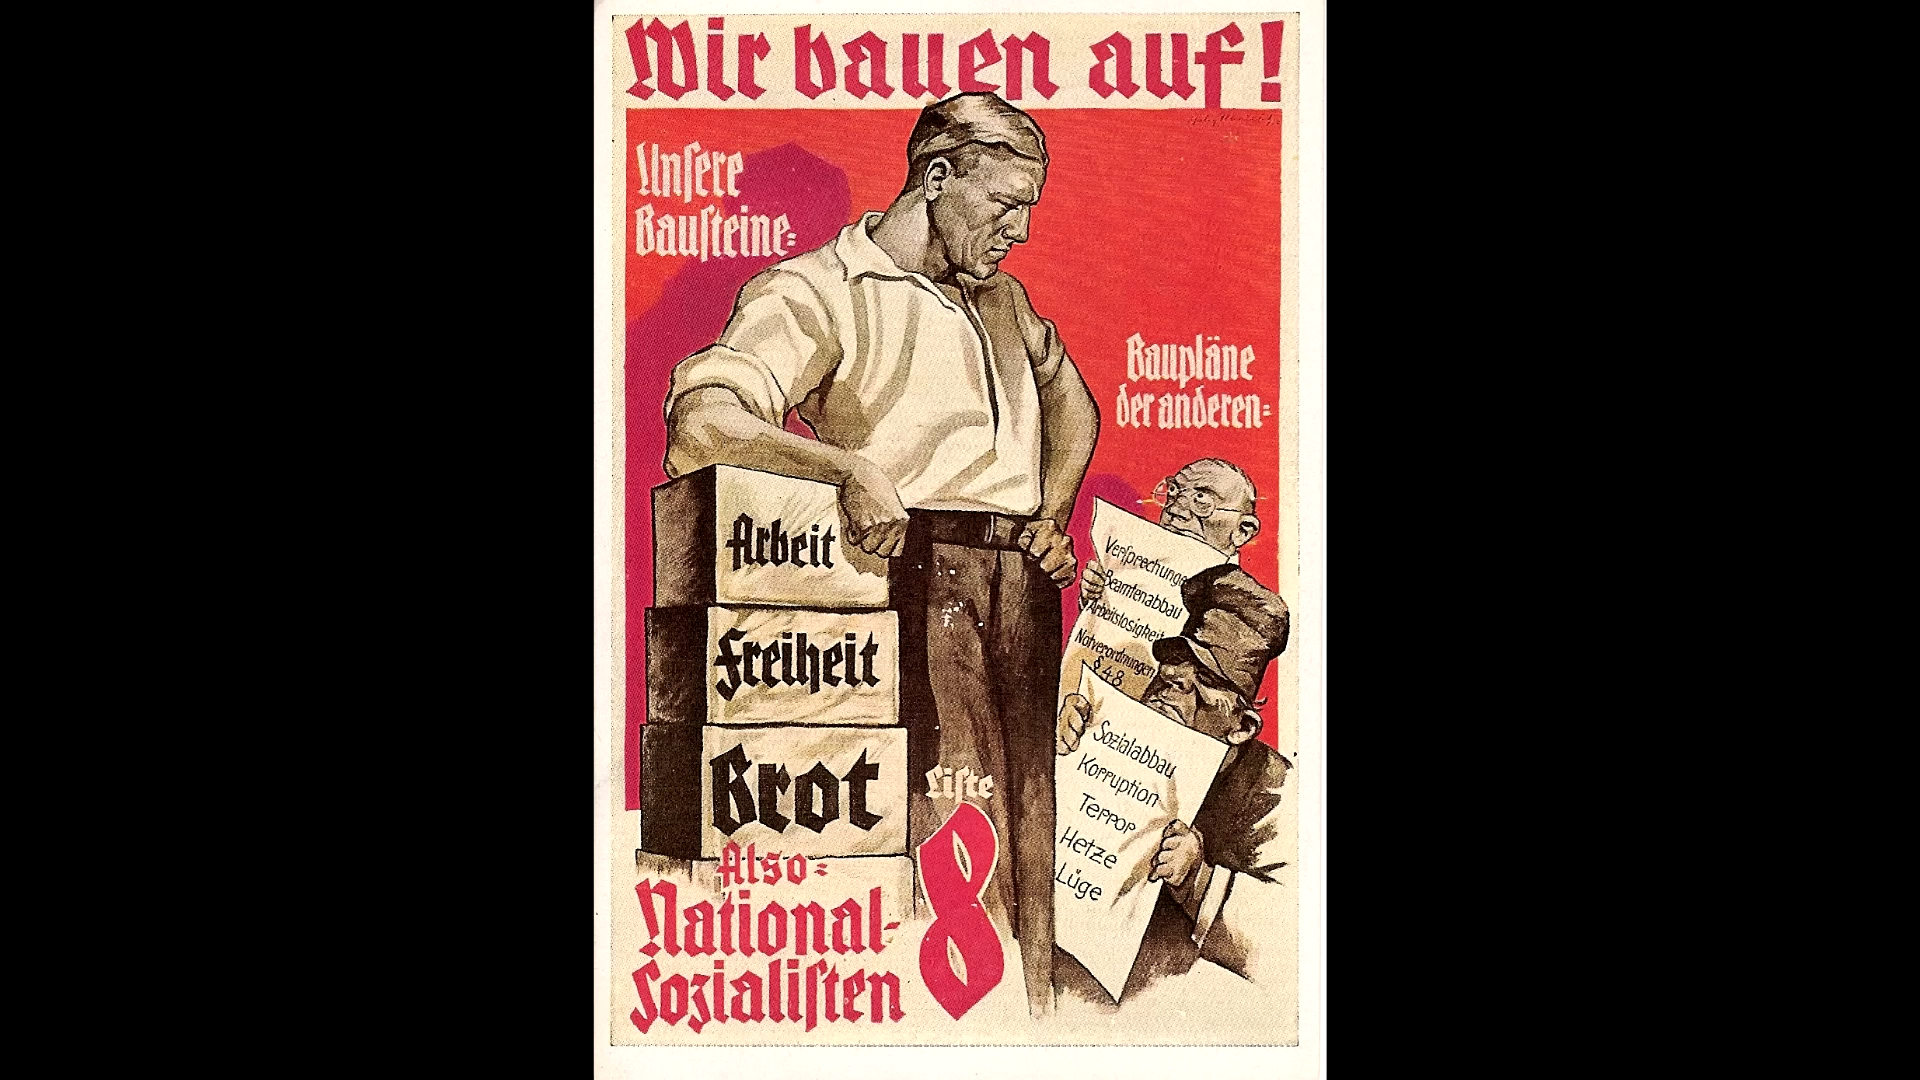 Wir bauen auf!
Unsere
Bausteine:
Baupläne
der anderen:
Arbeit
Freiheit
Brot
Versprechunge
Beamtenabbau
Arbeitslosigkeit
Notverordnungen
§ 48
Sozialabbau
Korruption
Terror
Hetze
Lüge
Also:
National-
Sozialisten
Liste
8